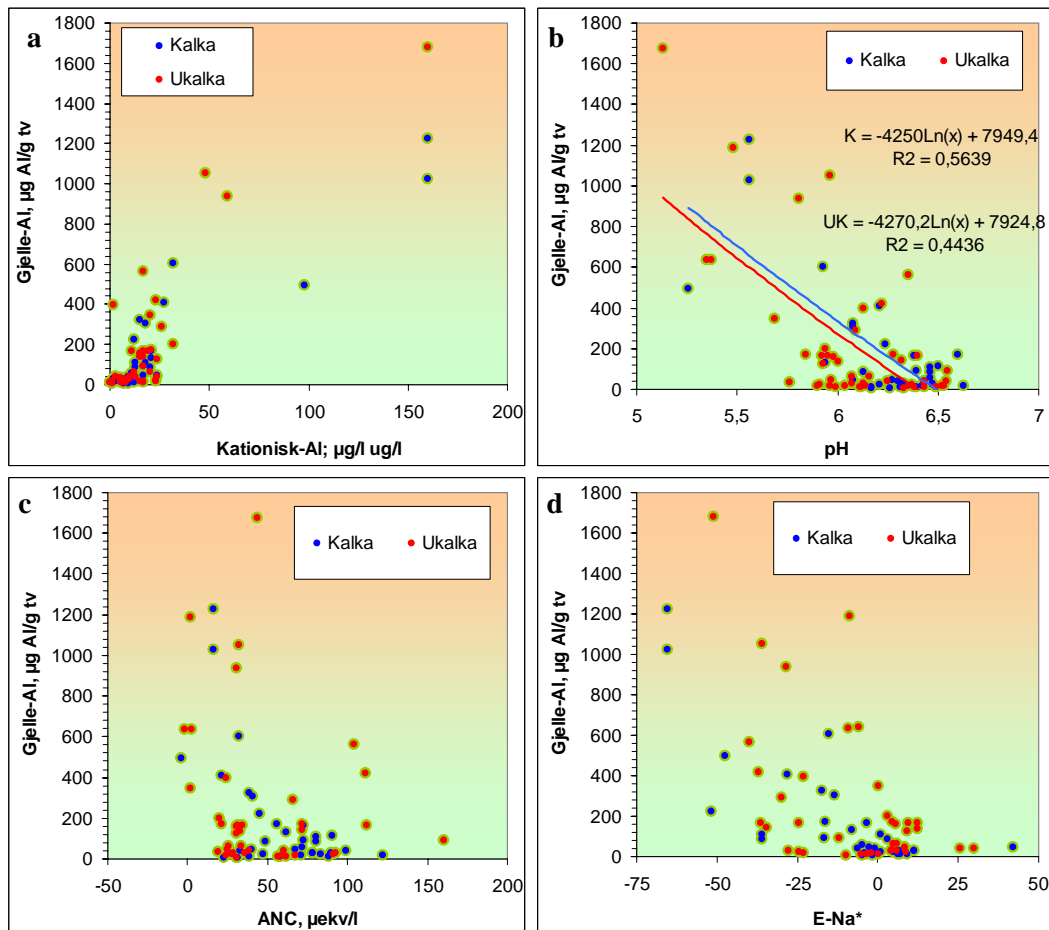 a
Kalka
Ukalka
Gjelle-Al, µg Al/g tv
1800
1600
1400
1200
1000
800
600
400
200
0
0 50 100 150 200
Kationisk-Al; µg/l ug/l
b
Kalka Ukalka
K = -4250Ln(x) + 7949,4
R2 = 0,5639
UK = -4270,2Ln(x) + 7924,8
R2 = 0,4436
Gjelle-Al, µg Al/g tv
1800
1600
1400
1200
1000
800
600
400
200
0
5 5,5 6 6,5 7
pH
c
Kalka Ukalka
Gjelle-Al, µg Al/g tv
1800
1600
1400
1200
1000
800
600
400
200
0
-50 0 50 100 150 200
ANC, µekv/l
d
Kalka Ukalka
Gjelle-Al, µg Al/g tv
1800
1600
1400
1200
1000
800
600
400
200
0
-75 -50 -25 0 25 50
E-Na*